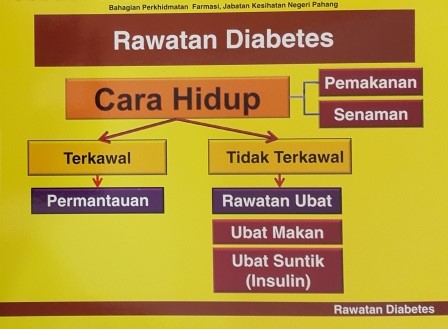 Bahagian Perkhidmatan Farmasi, Jabatan Kesihatan Negeri Pahang
Rawatan Diabetes
Cara Hidup
Pemakanan
Senaman
Terkawal
Tidak Terkawal
Permantauan
Rawatan Ubat
Ubat Makan
Ubat Suntik
(Insulin)
Rawatan Diabetes